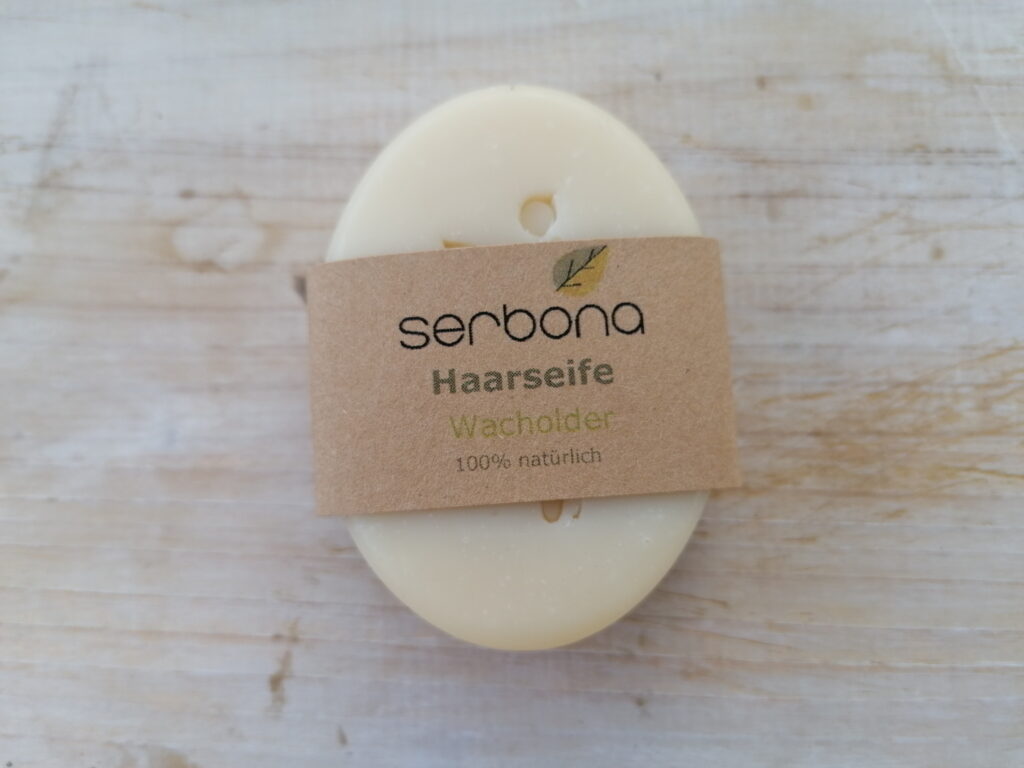 serbona
Haarseife
Wacholder
100% natürlich